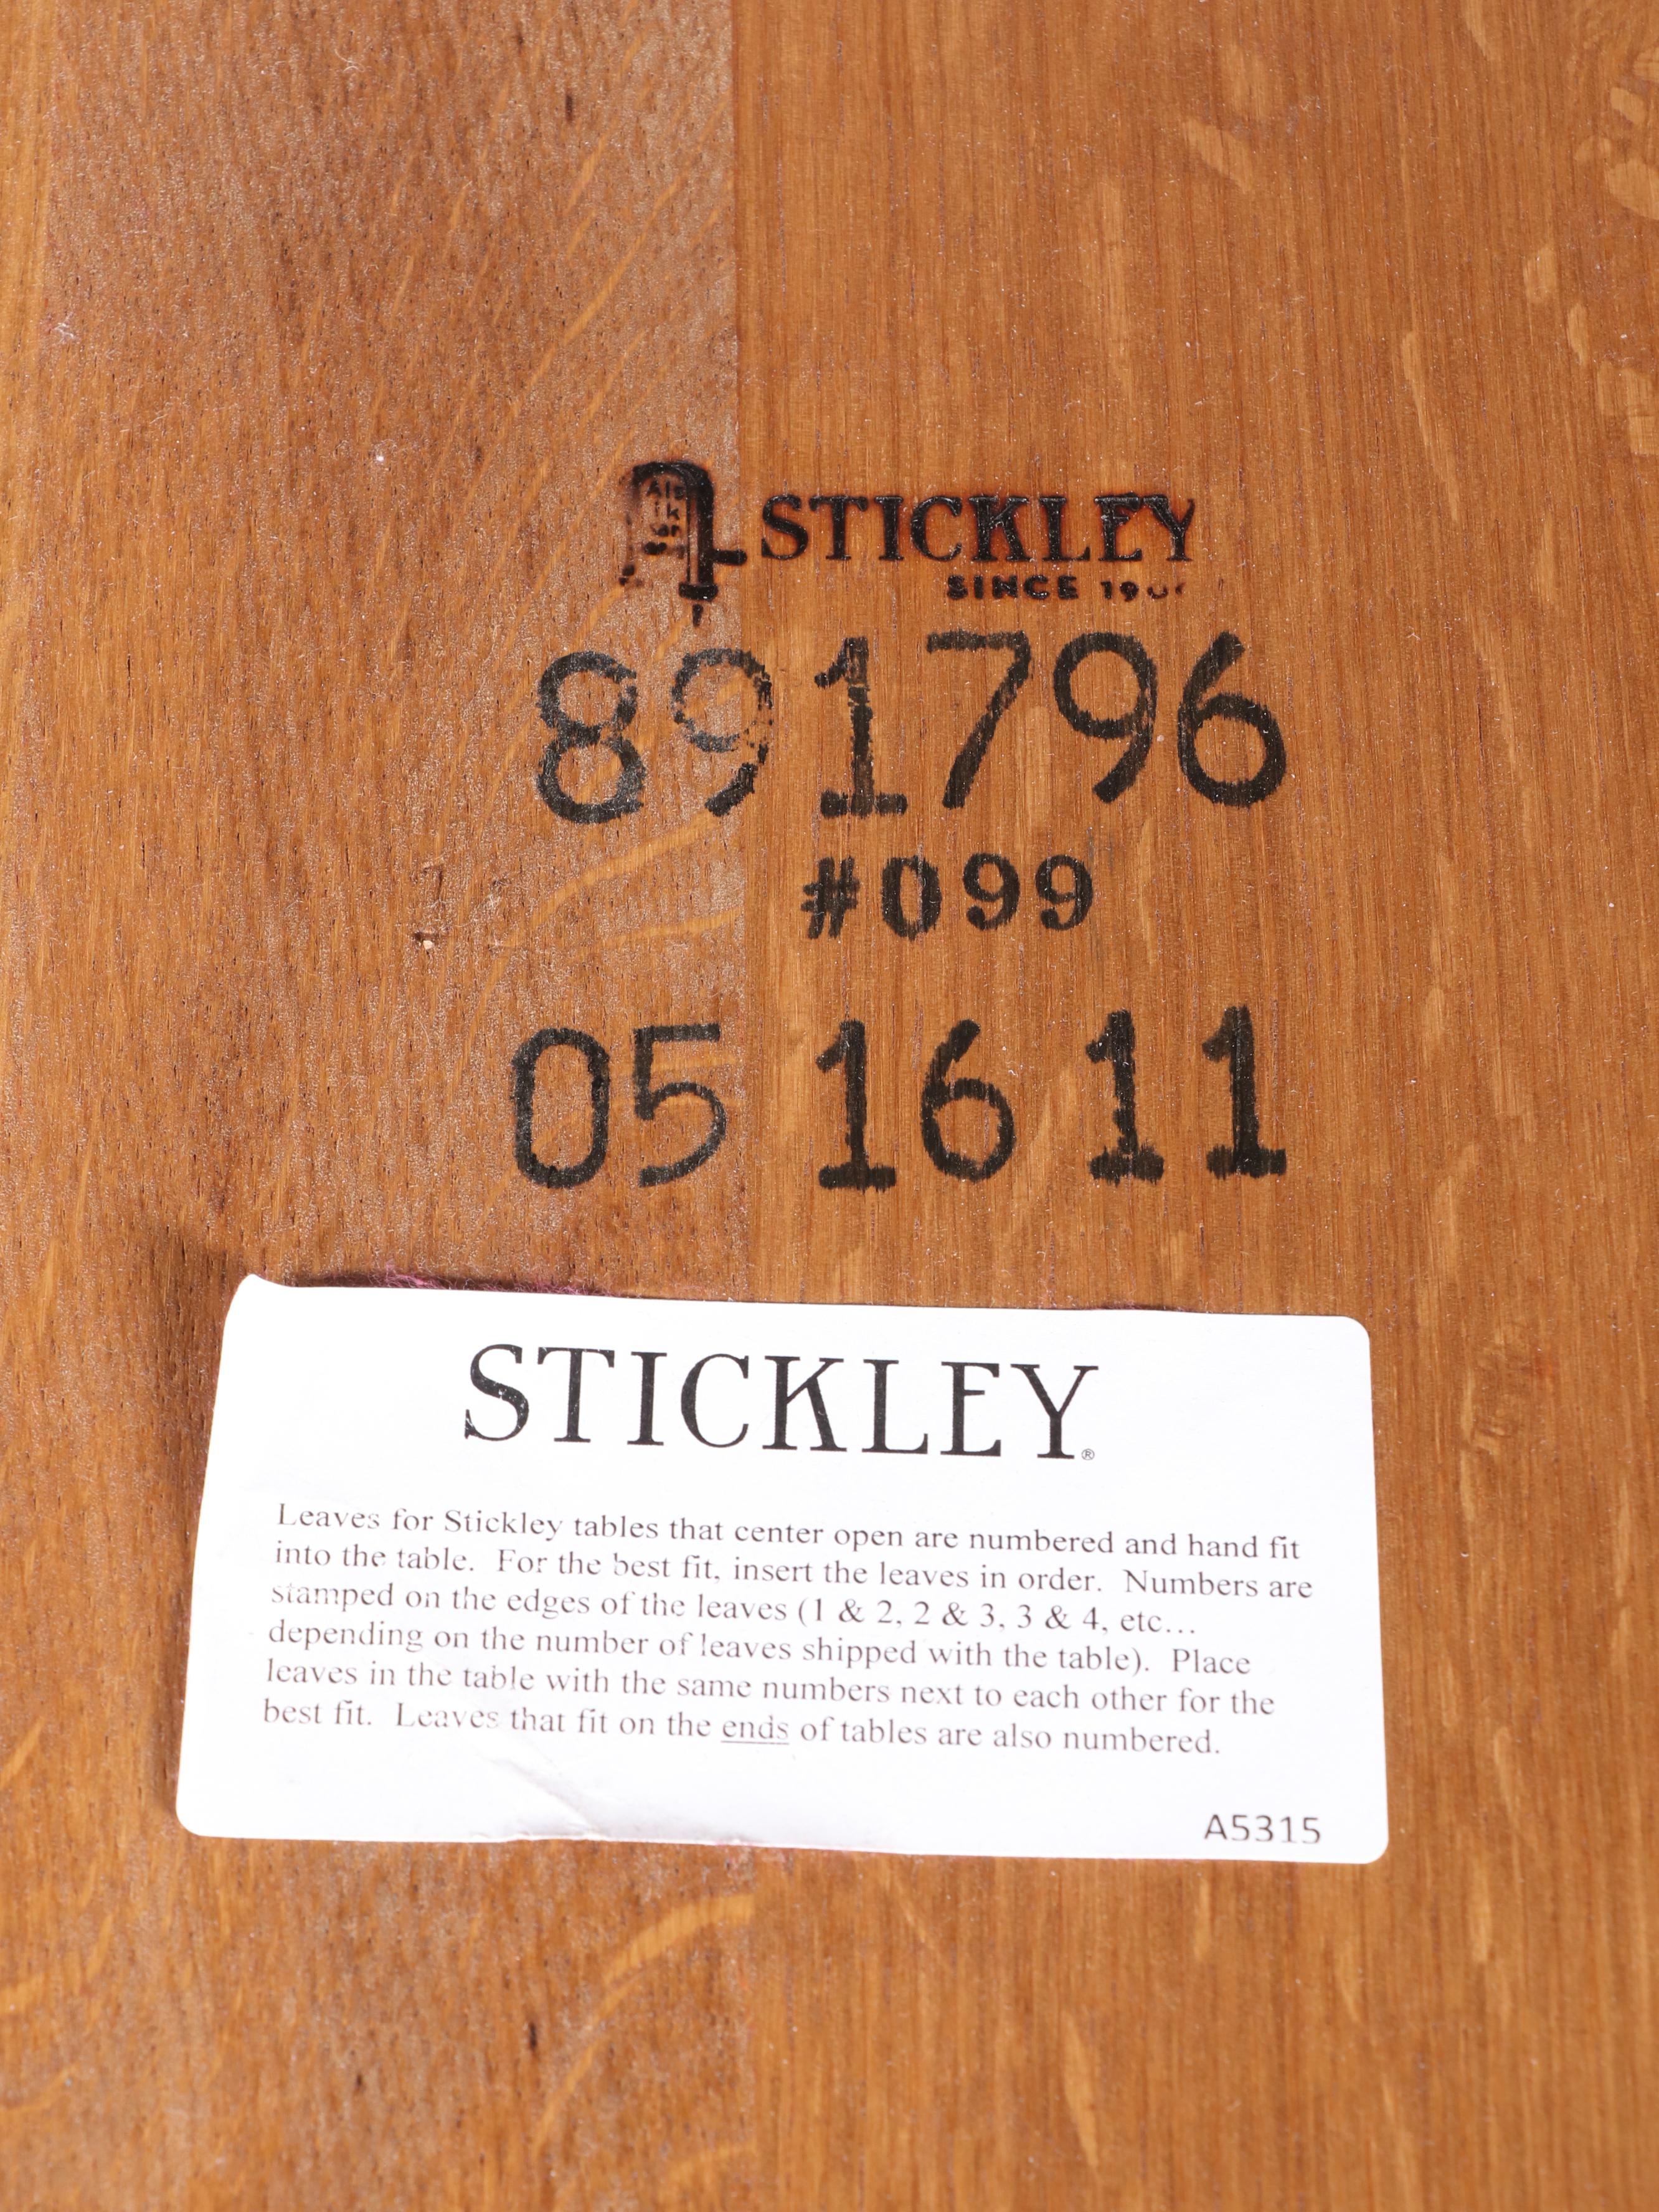 STICKLEY
SINCE
891796
#099
05 16 11
STICKLEY®
Leaves for Stickley tables that center open are numbered and hand fit
into the table. For the best fit, insert the leaves in order. Numbers are
stamped on the edges of the leaves (1 & 2, 2 & 3, 3 & 4, etc...
depending on the number of leaves shipped with the table). Place
leaves in the table with the same numbers next to each other for the
best fit. Leaves that fit on the ends of tables are also numbered.
A5315